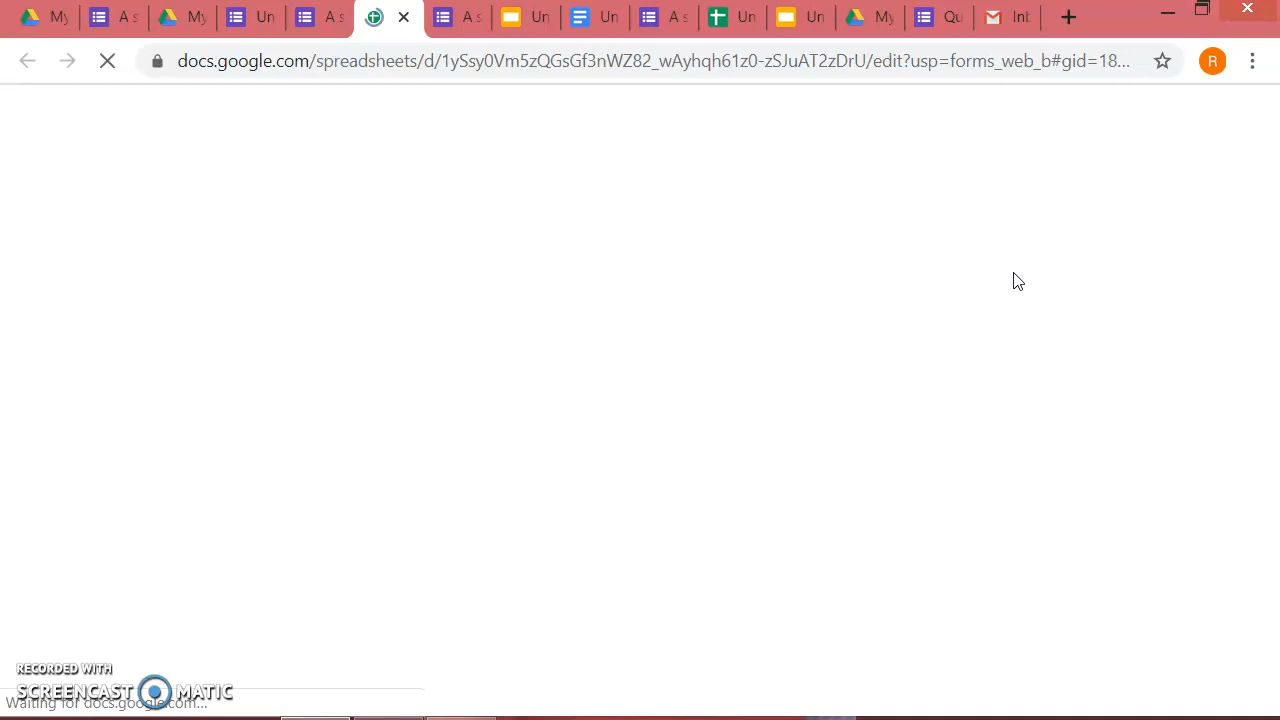 My A s My Un A s A s Un Un A s Un Un My Qu Inb
docs.google.com/spreadsheets/d/1ySsy0Vm5zQGsGf3nWZ82_wAyhqh61z0-zSJuAT2zDrU/edit?usp=forms_web_b#gid=18... R
RECORDED WITH
SCREENCAST MATIC
Waiting for docs.google.com...